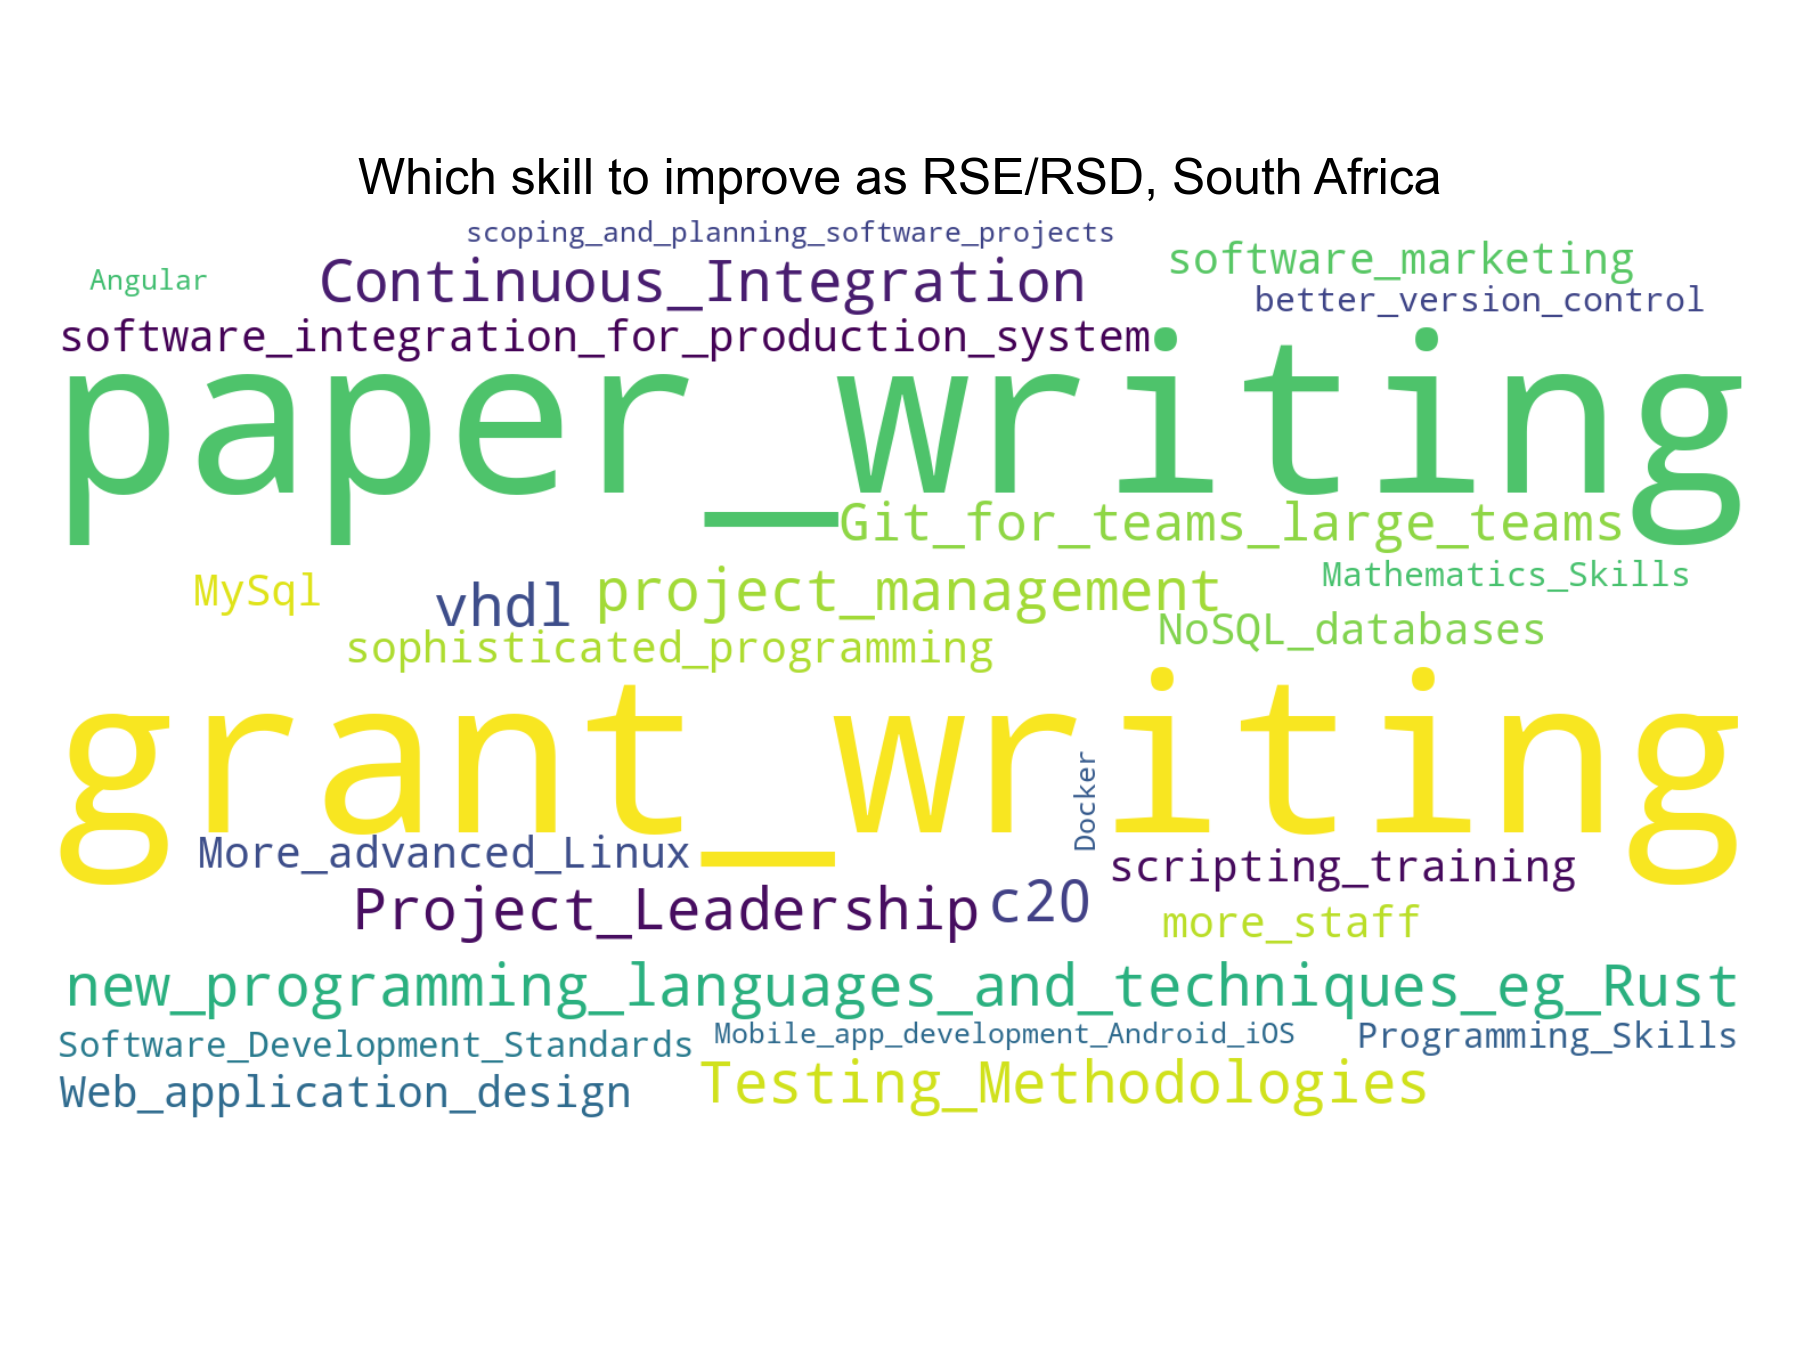 Which skill to improve as RSE/RSD, South Africa
scoping_and_planning_software_projects
software_marketing
Angular
Continuous_Integration
better_version_control
software_integration_for_production_system
paper_writing
Git_for_teams_large_teams
MySql
vhdl
project_management
Mathematics_Skills
sophisticated_programming
NoSQL_databases
grant_writing
Docker
More_advanced_Linux
scripting_training
Project_Leadership
c20
more_staff
new_programming_languages_and_techniques_eg_Rust
Software_Development_Standards
Mobile_app_development_Android_iOS
Programming_Skills
Web_application_design
Testing_Methodologies